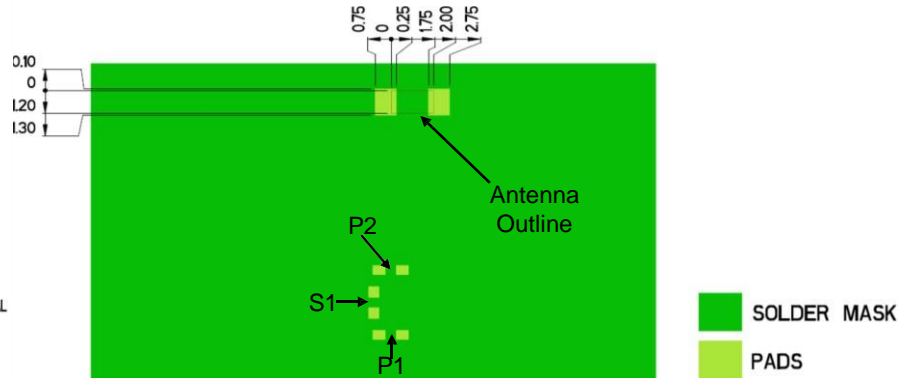 0.75 0 0.25 1.75 2.00 2.75
0.10
0
1.20
1.30
Antenna
Outline
P2
S1
P1
L
SOLDER MASK
PADS